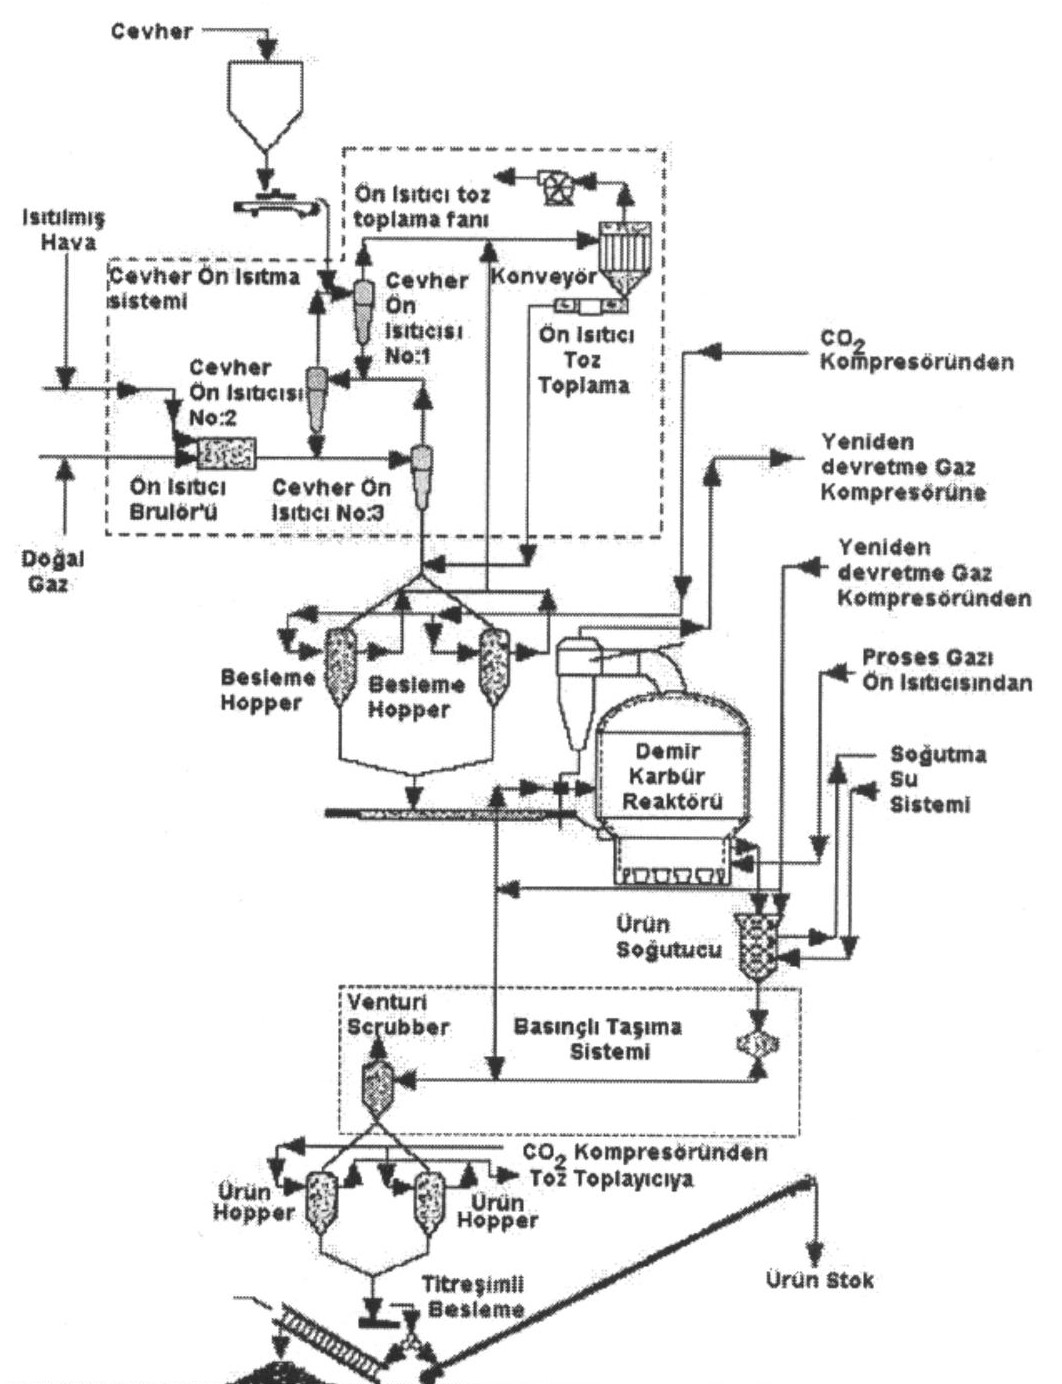 Cevher
Ön Isıtıcı toz
toplama fanı
Isıtılmış
Hava
Cevher Ön Isıtma
sistemi
Cevher
Ön
Isıtıcısı
No:1
Konveyör
Ön Isıtıcı
Toz
Toplama
Cevher
Ön Isıtıcısı
No:2
CO2
Kompresöründen
Yeniden
devretme Gaz
Kompresörüne
Ön Isıtıcı
Brulör'ü
Cevher Ön
Isıtıcı No:3
Doğal
Gaz
Yeniden
devretme Gaz
Kompresöründen
Proses Gazı
Ön Isıtıcısından
Besleme
Hopper
Besleme
Hopper
Demir
Karbür
Reaktörü
Soğutma
Su
Sistemi
Ürün
Soğutucu
Venturi
Scrubber
Basınçlı Taşıma
Sistemi
CO2 Kompresöründen
Toz Toplayıcıya
Ürün
Hopper
Ürün
Hopper
Titreşimli
Besleme
Ürün Stok